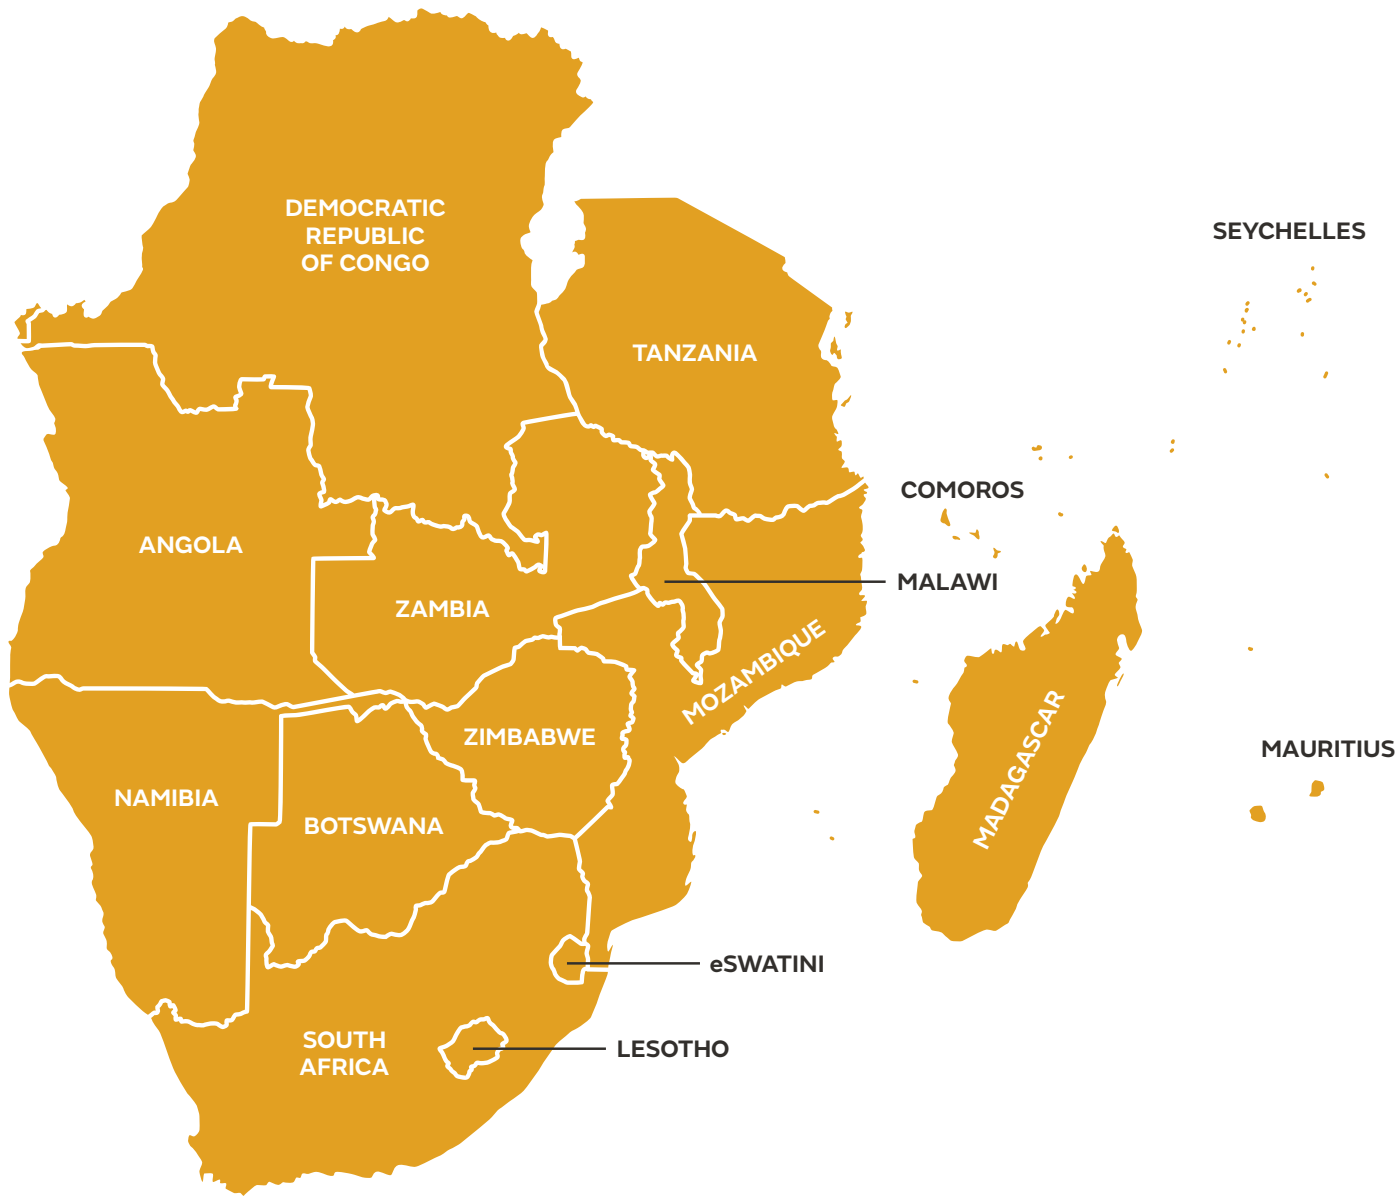 DEMOCRATIC
REPUBLIC
OF CONGO
SEYCHELLES
TANZANIA
COMOROS
ANGOLA
MALAWI
ZAMBIA
MOZAMBIQUE
MADAGASCAR
ZIMBABWE
MAURITIUS
NAMIBIA
BOTSWANA
eSWATINI
SOUTH
AFRICA
LESOTHO